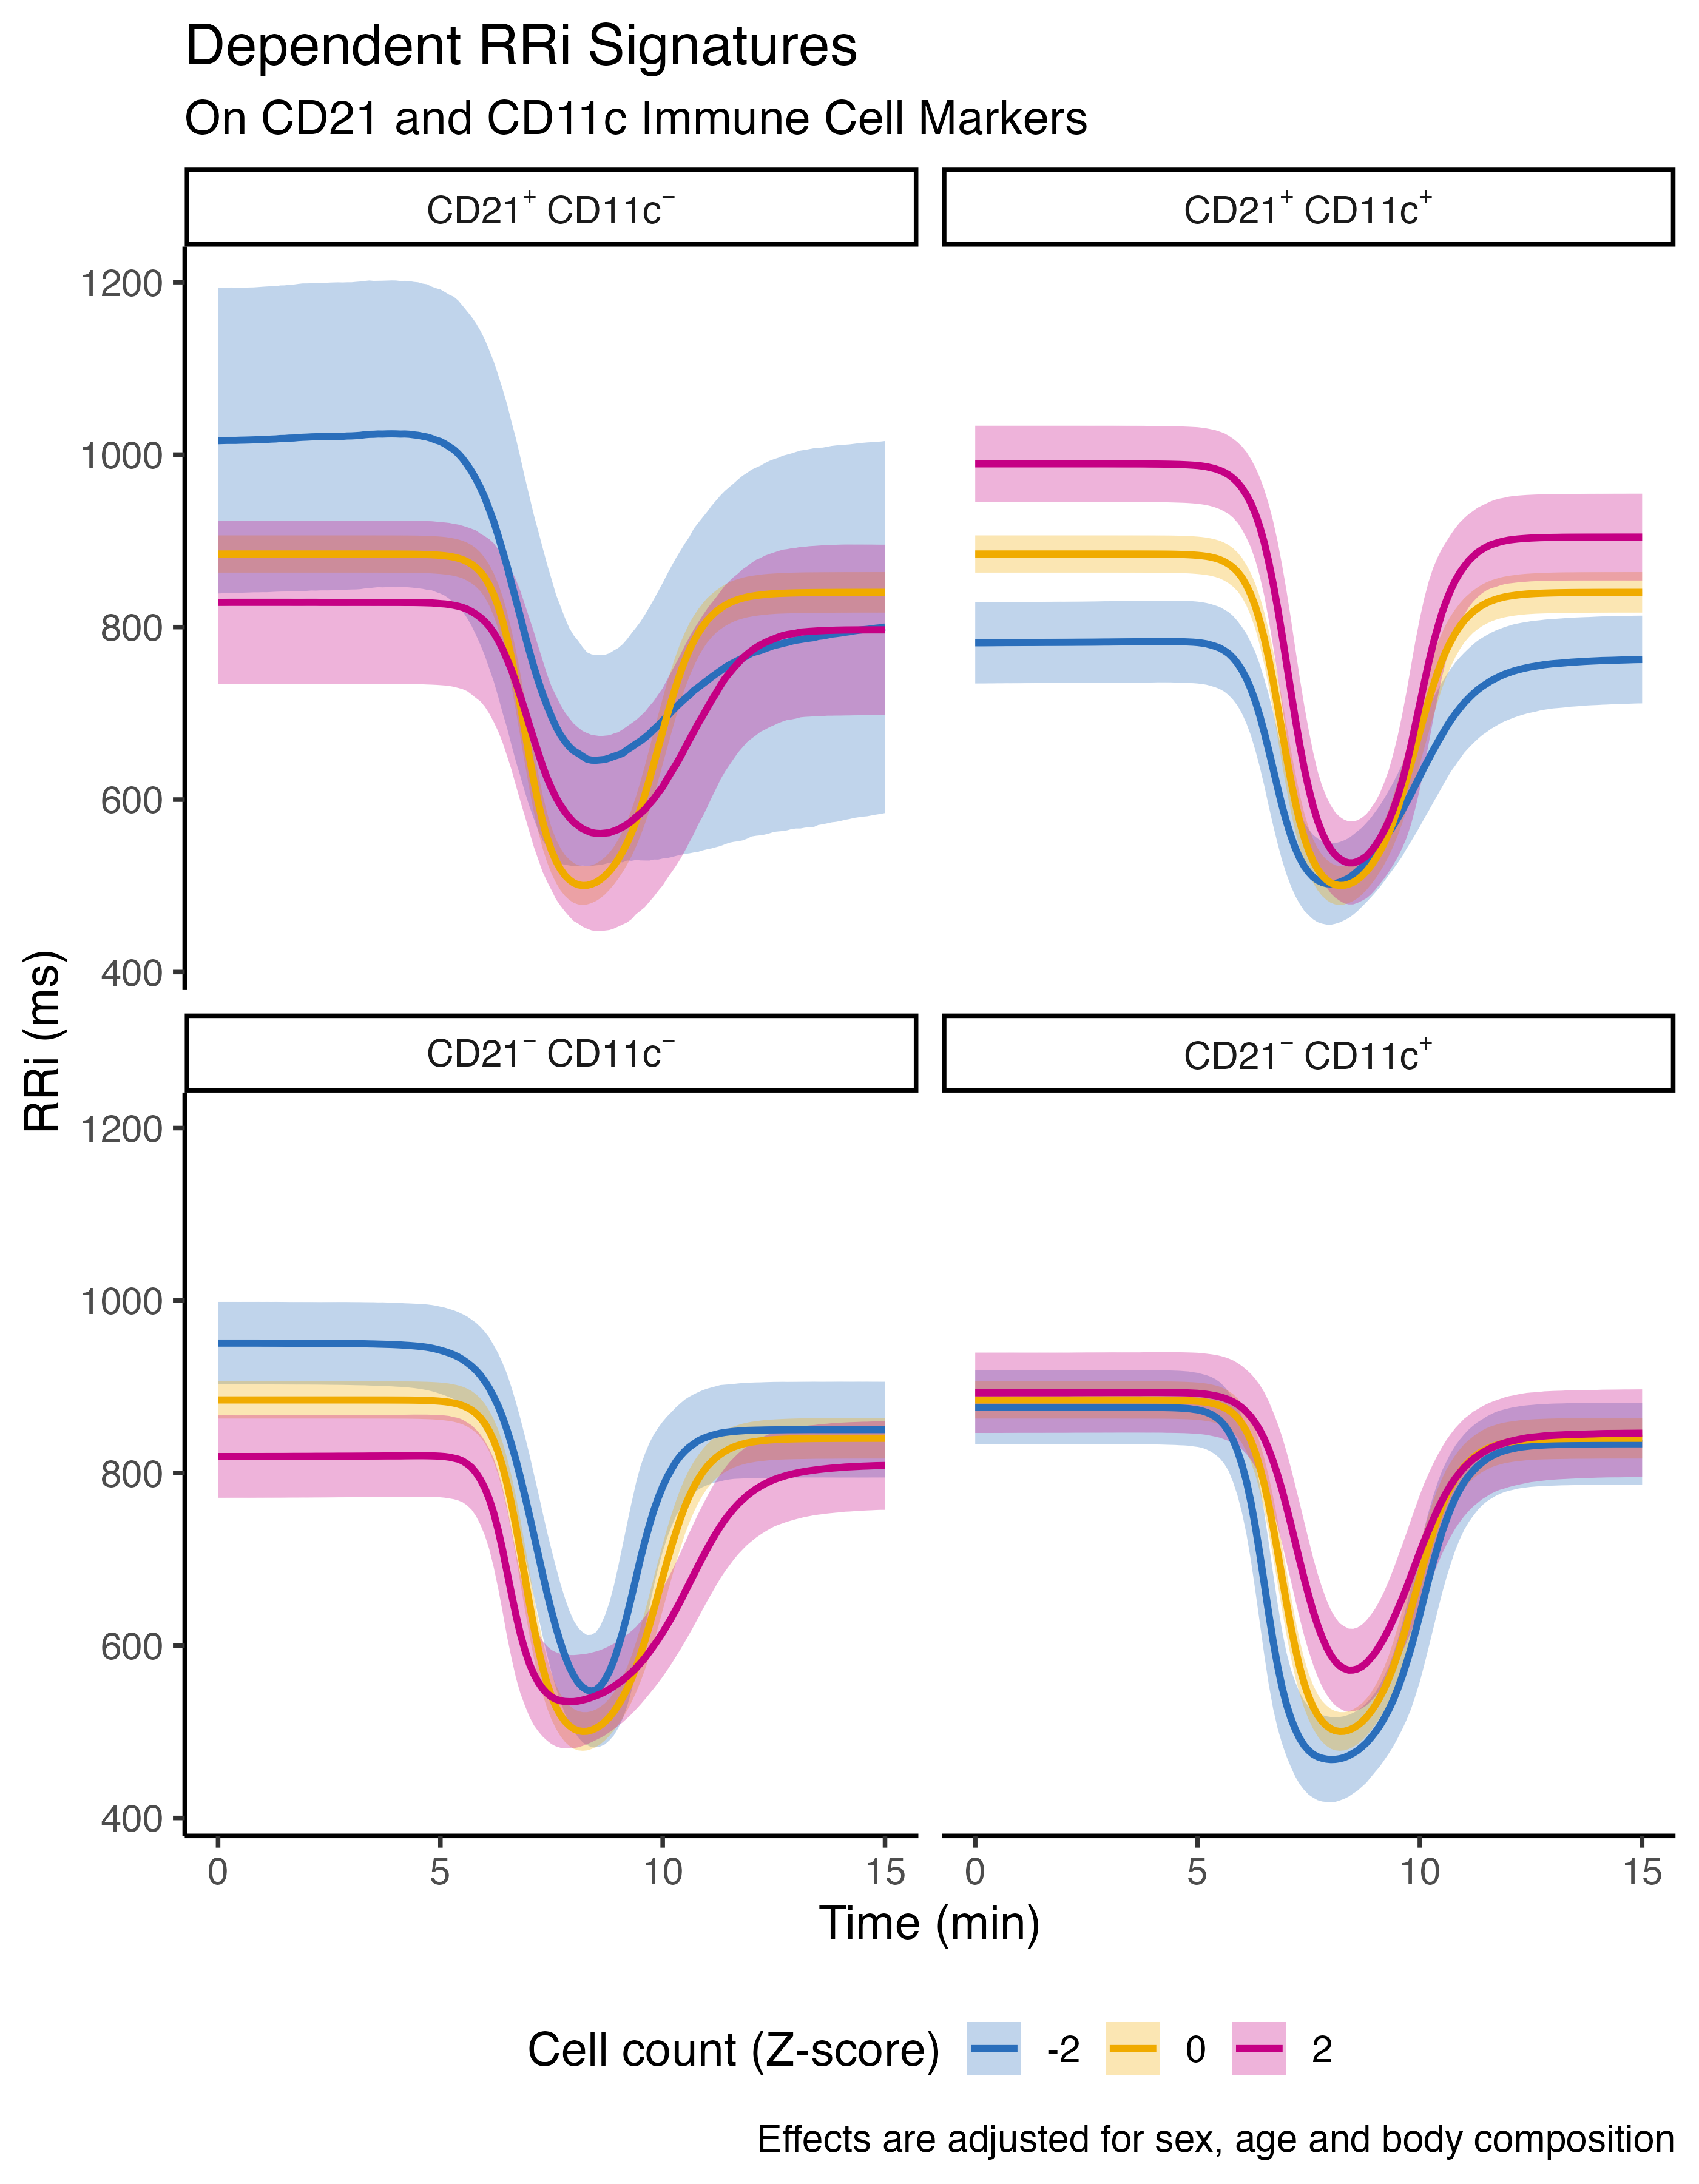 Dependent RRi Signatures
On CD21 and CD11c Immune Cell Markers
CD21⁺ CD11c⁻
CD21⁺ CD11c⁺
1200
1000
800
600
400
CD21⁻ CD11c⁻
CD21⁻ CD11c⁺
1200
1000
800
600
400
RRi (ms)
0 5 10 15 0 5 10 15
Time (min)
Cell count (Z-score) -2 0 2
Effects are adjusted for sex, age and body composition